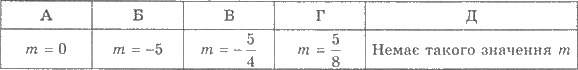 А Б В Г Д
m = 0 m = −5 m = −5/4 m = 5/8 Немає такого значення m